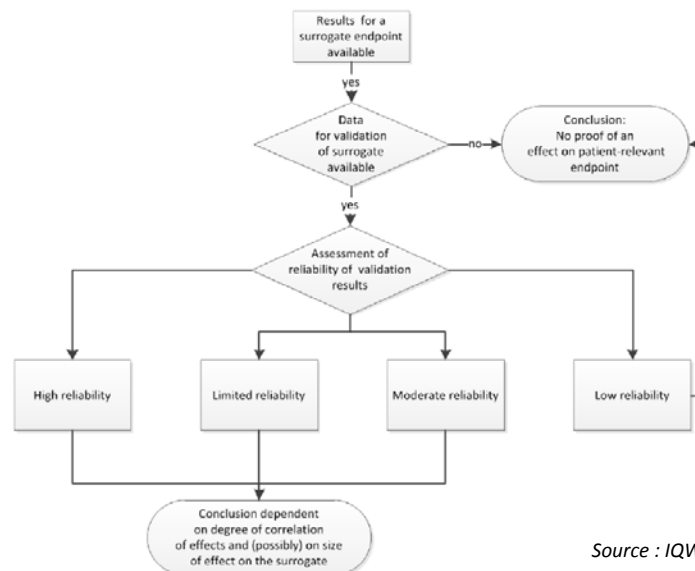 Results for a
surrogate endpoint
available
yes
Data
for validation
of surrogate
available
no
Conclusion:
No proof of an
effect on patient-relevant
endpoint
yes
Assessment of
reliability of validation
results
High reliability
Limited reliability
Moderate reliability
Low reliability
Conclusion dependent
on degree of correlation
of effects and (possibly) on size
of effect on the surrogate
Source : IQW